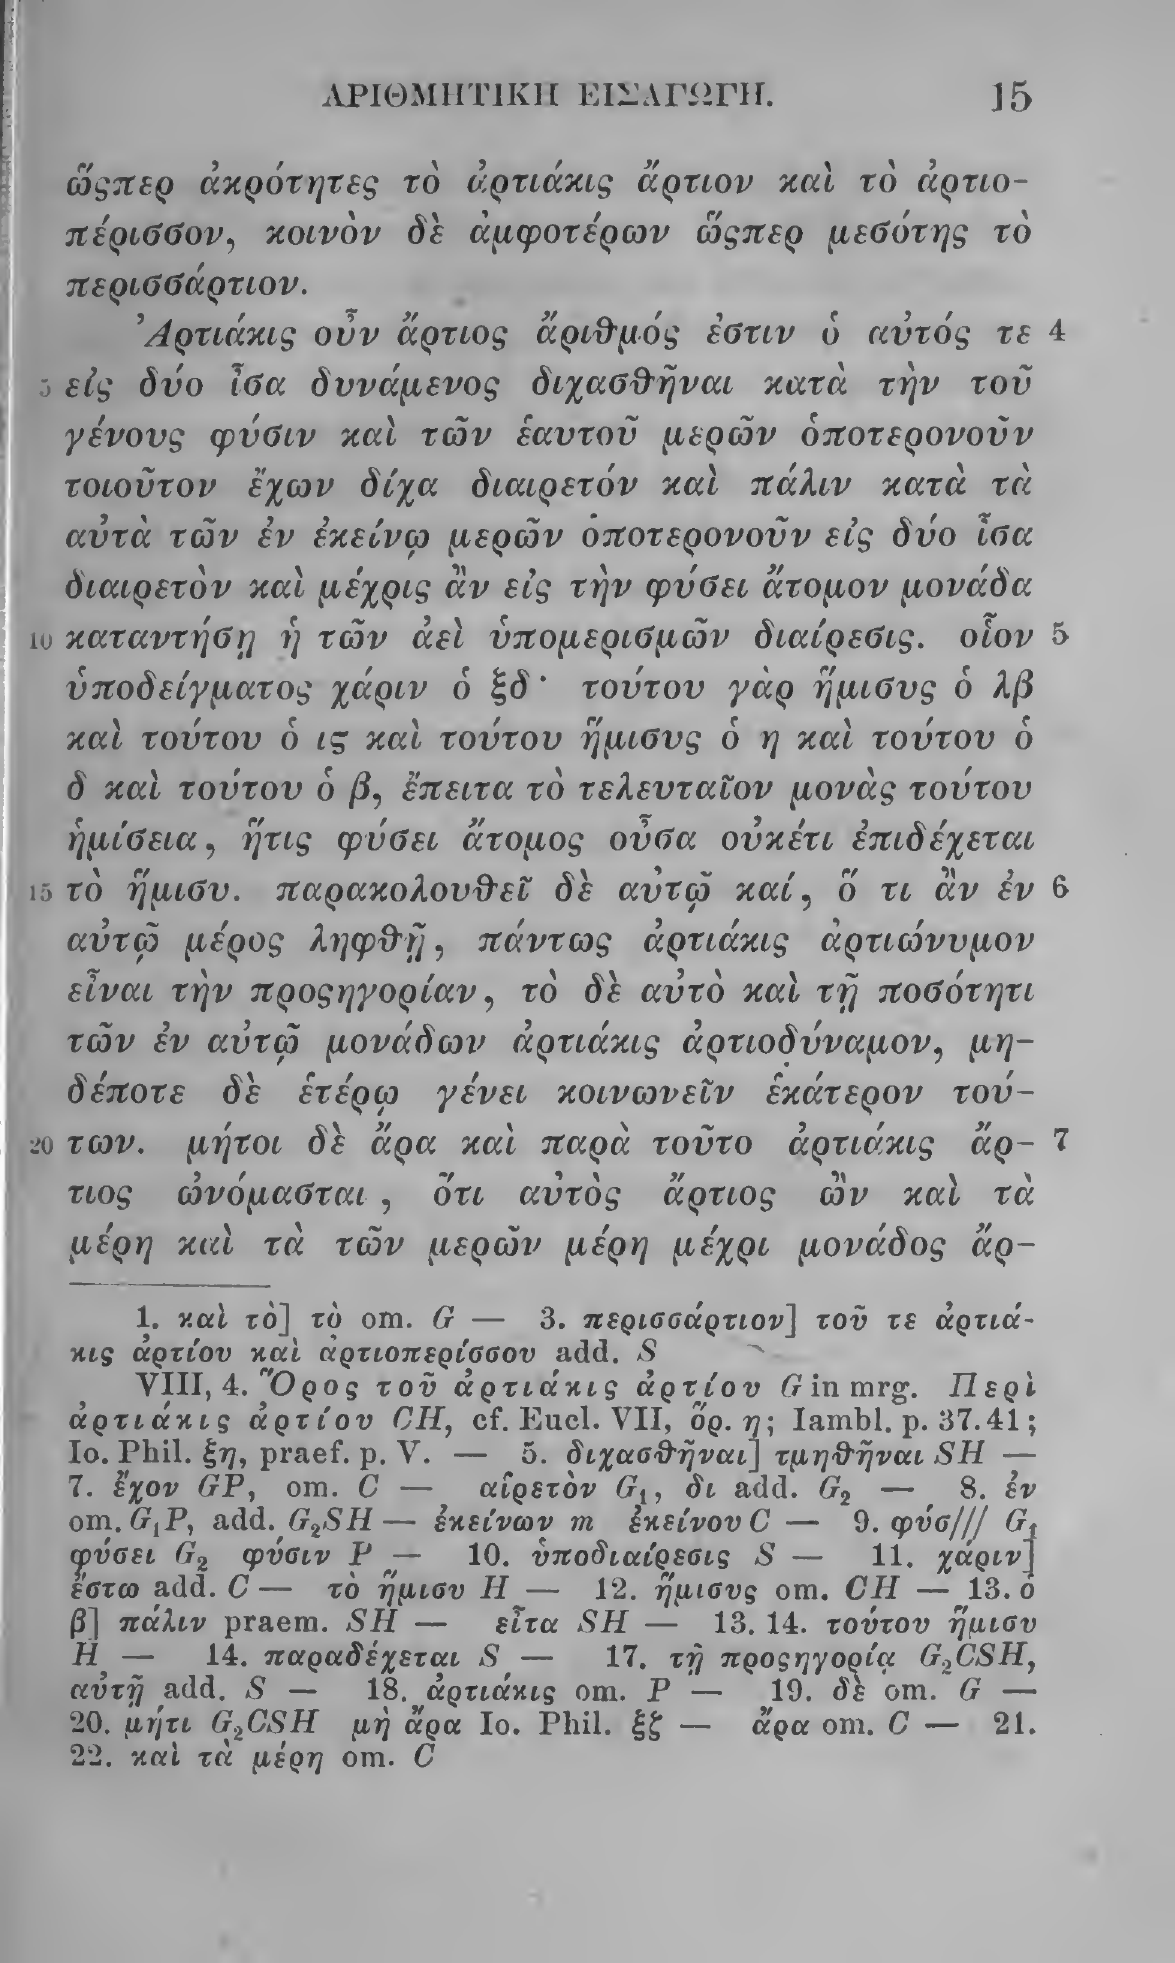 ΑΡΙΘΜΗΤΙΚΗ ΕΙΣΑΓΩΓΗ. 15
ὥςπερ ἀκρότητες τὸ ἀρτιάκις ἄρτιον καὶ τὸ ἀρτιο-
πέρισσον, κοινὸν δὲ ἀμφοτέρων ὥςπερ μεσότης τὸ
περισσάρτιον.
Ἀρτιάκις οὖν ἄρτιος ἄριθμός ἐστιν ὁ αὐτός τε 4
5 εἰς δύο ἶσα δυνάμενος διχασθῆναι κατὰ τὴν τοῦ
γένους φύσιν καὶ τῶν ἑαυτοῦ μερῶν ὁποτερονοῦν
τοιοῦτον ἔχων δίχα διαιρετόν καὶ πάλιν κατὰ τὰ
αὐτὰ τῶν ἐν ἐκείνῳ μερῶν ὁποτερονοῦν εἰς δύο ἶσα
διαιρετὸν καὶ μέχρις ἂν εἰς τὴν φύσει ἄτομον μονάδα
10 καταντήσῃ ἡ τῶν ἀεὶ ὑπομερισμῶν διαίρεσις. οἷον 5
ὑποδείγματος χάριν ὁ ξδ· τούτου γὰρ ἥμισυς ὁ λβ
καὶ τούτου ὁ ις καὶ τούτου ἥμισυς ὁ η καὶ τούτου ὁ
δ καὶ τούτου ὁ β, ἔπειτα τὸ τελευταῖον μονὰς τούτου
ἡμίσεια, ἥτις φύσει ἄτομος οὖσα οὐκέτι ἐπιδέχεται
15 τὸ ἥμισυ. παρακολουθεῖ δὲ αὐτῷ καί, ὅ τι ἂν ἐν 6
αὐτῷ μέρος ληφθῇ, πάντως ἀρτιάκις ἀρτιώνυμον
εἶναι τὴν προςηγορίαν, τὸ δὲ αὐτὸ καὶ τῇ ποσότητι
τῶν ἐν αὐτῷ μονάδων ἀρτιάκις ἀρτιοδύναμον, μη-
δέποτε δὲ ἑτέρῳ γένει κοινωνεῖν ἑκάτερον τού-
20 των. μήτοι δὲ ἄρα καὶ παρὰ τοῦτο ἀρτιάκις ἄρ- 7
τιος ὠνόμασται, ὅτι αὐτὸς ἄρτιος ὢν καὶ τὰ
μέρη καὶ τὰ τῶν μερῶν μέρη μέχρι μονάδος ἄρ-
1. καὶ τὸ] τὸ om. G — 3. περισσάρτιον] τοῦ τε ἀρτιά-
κις ἀρτίου καὶ ἀρτιοπερίσσου add. S
VIII, 4. Ὅρος τοῦ ἀρτιάκις ἀρτίου G in mrg. Περὶ
ἀρτιάκις ἀρτίου CH, cf. Eucl. VII, ὅρ. η; Iambl. p. 37.41;
Io. Phil. ξη, praef. p. V. — 5. διχασθῆναι] τμηθῆναι SH —
7. ἔχον GP, om. C — αἱρετὸν G₁, δι add. G₂ — 8. ἐν
om. G₁P, add. G₂SH — ἐκείνων m ἐκείνου C — 9. φύσ/// G₁
φύσει G₂ φύσιν P — 10. ὑποδιαίρεσις S — 11. χάριν]
ἔστω add. C — τὸ ἥμισυ H — 12. ἥμισυς om. CH — 13. ὁ
β] πάλιν praem. SH — εἶτα SH — 13. 14. τούτου ἥμισυ
H — 14. παραδέχεται S — 17. τῇ προςηγορίᾳ G₂CSH,
αὐτῇ add. S — 18. ἀρτιάκις om. P — 19. δὲ om. G —
20. μήτι G₂CSH μὴ ἄρα Io. Phil. ξζ — ἄρα om. C — 21.
22. καὶ τὰ μέρη om. C